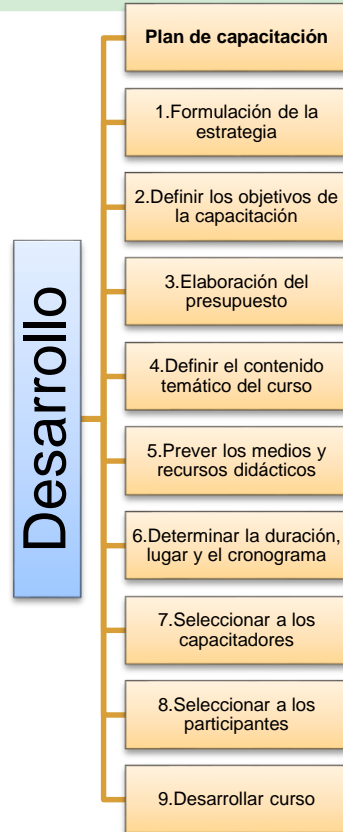 Plan de capacitación
1.Formulación de la
estrategia
2.Definir los objetivos de
la capacitación
3.Elaboración del
presupuesto
Desarrollo
4.Definir el contenido
temático del curso
5.Prever los medios y
recursos didácticos
6.Determinar la duración,
lugar y el cronograma
7.Seleccionar a los
capacitadores
8.Seleccionar a los
participantes
9.Desarrollar curso